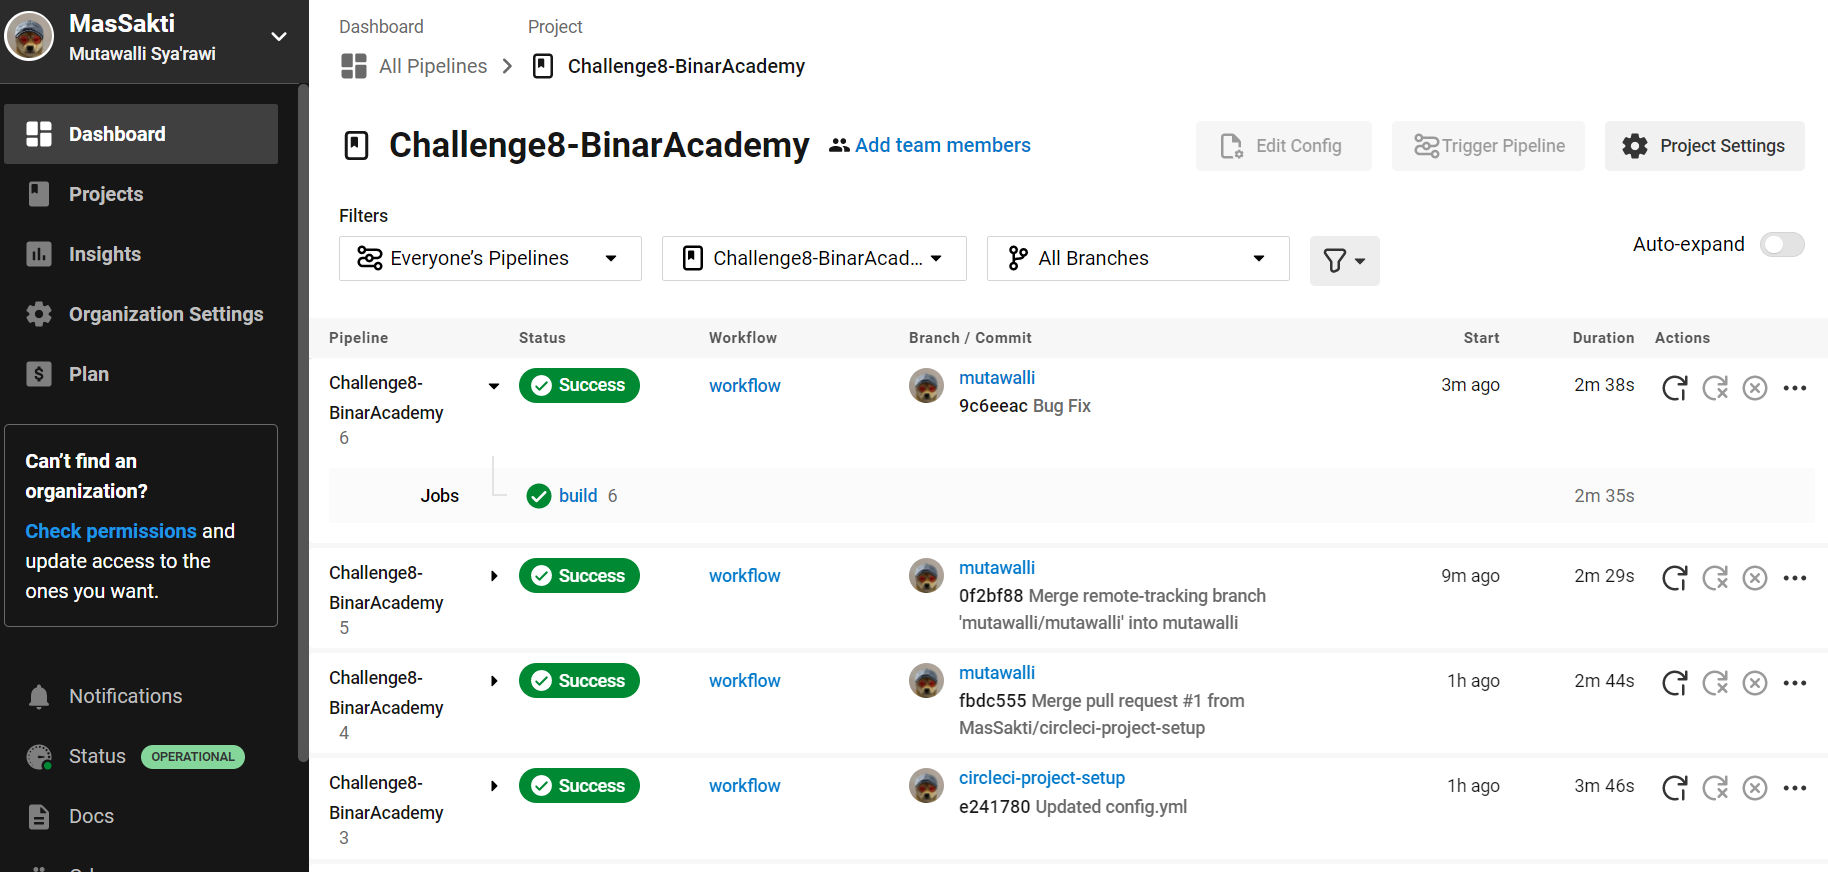 MasSakti
Mutawalli Sya'rawi
Dashboard
Projects
Insights
Organization Settings
Plan
Can't find an
organization?
Check permissions and
update access to the
ones you want.
Notifications
Status OPERATIONAL
Docs
Dashboard Project
All Pipelines Challenge8-BinarAcademy
Challenge8-BinarAcademy Add team members
Edit Config Trigger Pipeline Project Settings
Filters
Everyone’s Pipelines Challenge8-BinarAcad... All Branches
Auto-expand
Pipeline Status Workflow Branch / Commit Start Duration Actions
Challenge8-
BinarAcademy
6
Success workflow
mutawalli
9c6eeac Bug Fix
3m ago 2m 38s
Jobs build 6 2m 35s
Challenge8-
BinarAcademy
5
Success workflow
mutawalli
0f2bf88 Merge remote-tracking branch
'mutawalli/mutawalli' into mutawalli
9m ago 2m 29s
Challenge8-
BinarAcademy
4
Success workflow
mutawalli
fbdc555 Merge pull request #1 from
MasSakti/circleci-project-setup
1h ago 2m 44s
Challenge8-
BinarAcademy
3
Success workflow
circleci-project-setup
e241780 Updated config.yml
1h ago 3m 46s